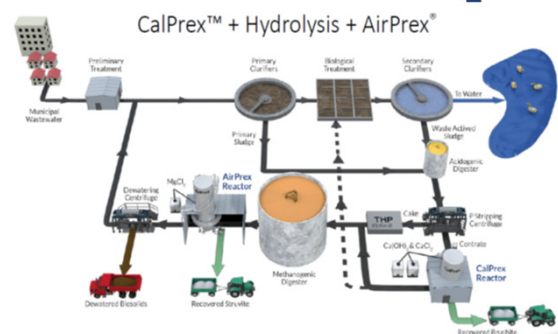 CalPrex™ + Hydrolysis + AirPrex®
Preliminary
Treatment
Primary
Clarifiers
Biological
Treatment
Secondary
Clarifiers
To Water
Municipal
Wastewater
Primary
Sludge
Waste Actived
Sludge
Acidogenic
Digester
AirPrex
Reactor
MgCl₂
Dewatering
Centrifuge
THP
Cake
P Stripping
Centrifuge
Ca(OH)₂ & CaCl₂
Centrate
CalPrex
Reactor
Methanogenic
Digester
Dewatered Biosolids
Recovered Struvite
Recovered Brushite